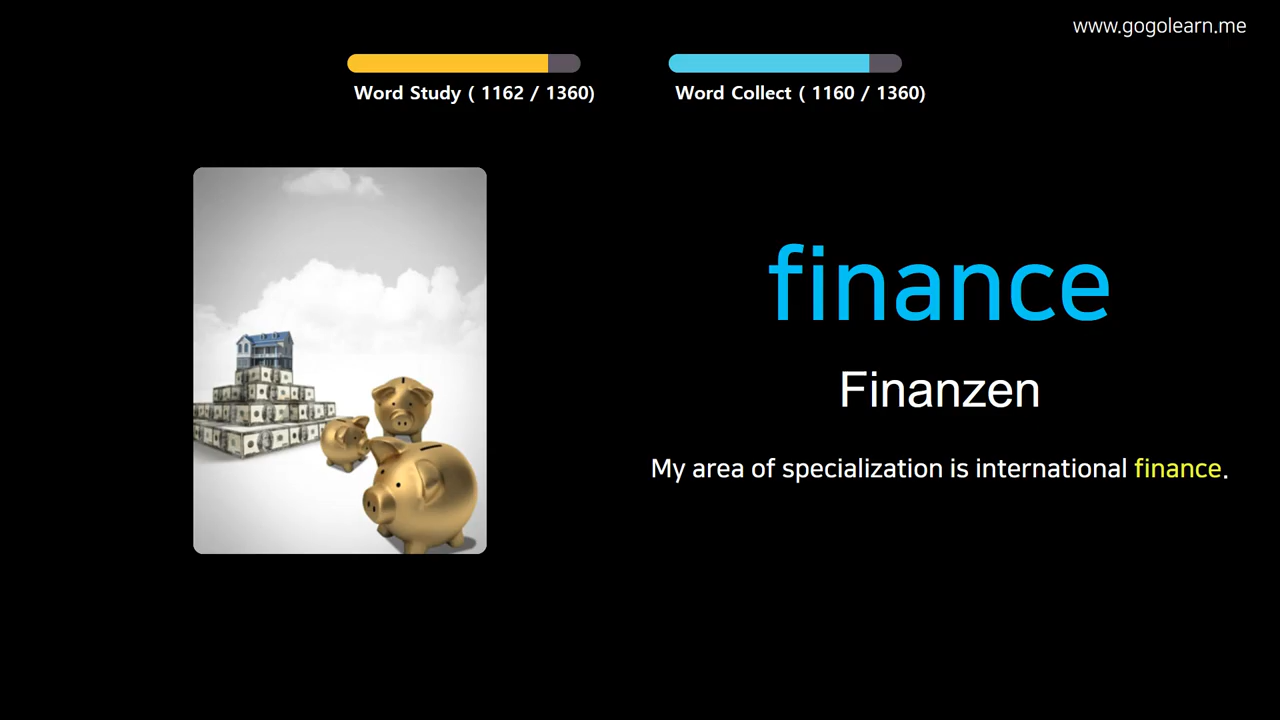 www.gogolearn.me
Word Study ( 1162 / 1360)
Word Collect ( 1160 / 1360)
finance
Finanzen
My area of specialization is international finance.